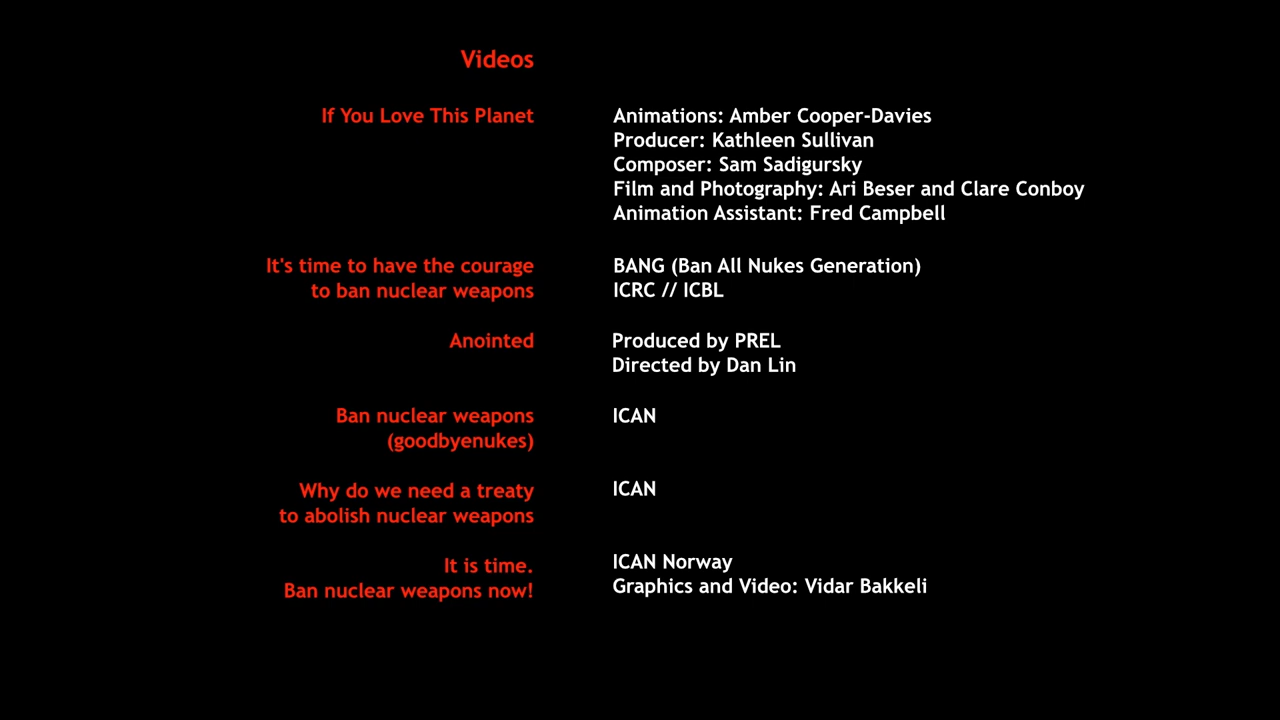 Videos
If You Love This Planet
Animations: Amber Cooper-Davies
Producer: Kathleen Sullivan
Composer: Sam Sadigursky
Film and Photography: Ari Beser and Clare Conboy
Animation Assistant: Fred Campbell
It's time to have the courage
to ban nuclear weapons
BANG (Ban All Nukes Generation)
ICRC // ICBL
Anointed
Produced by PREL
Directed by Dan Lin
Ban nuclear weapons
(goodbyenukes)
ICAN
Why do we need a treaty
to abolish nuclear weapons
ICAN
It is time.
Ban nuclear weapons now!
ICAN Norway
Graphics and Video: Vidar Bakkeli